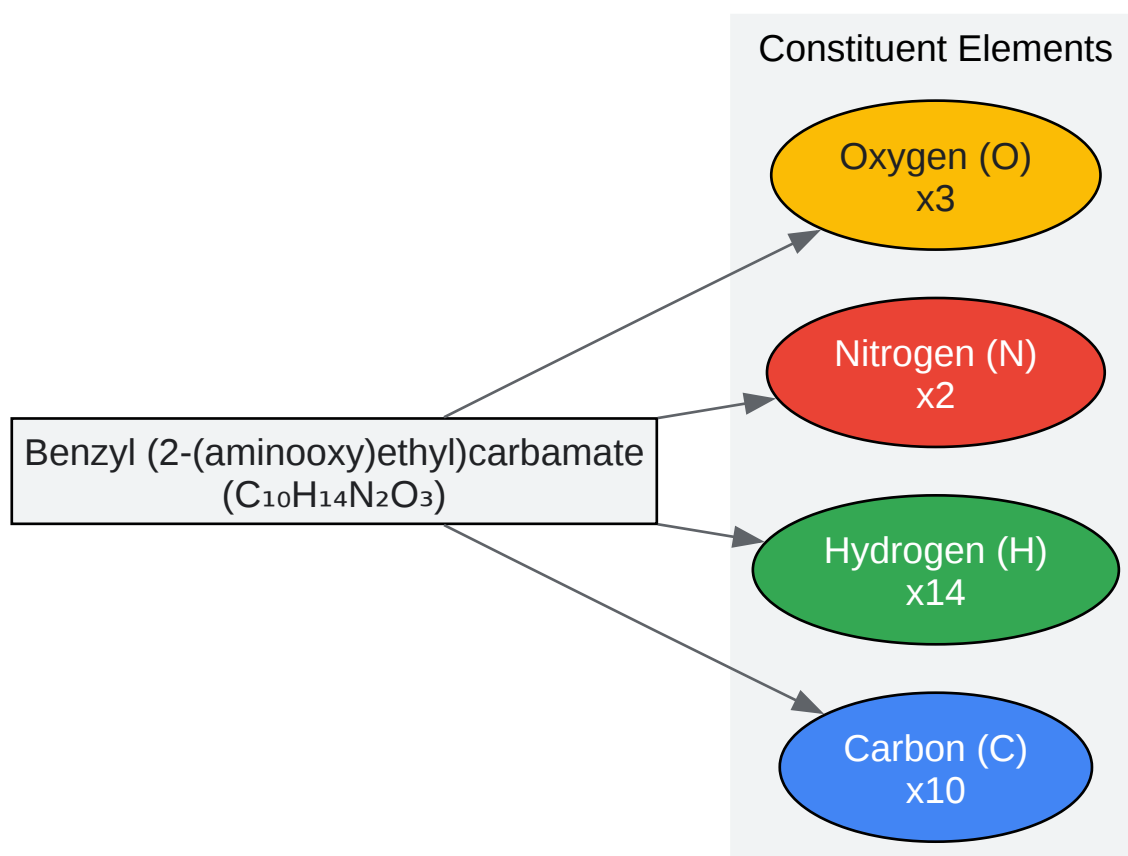 Constituent Elements
Oxygen (O)
x3
Nitrogen (N)
x2
Benzyl (2-(aminooxy)ethyl)carbamate
(C₁₀H₁₄N₂O₃)
Hydrogen (H)
x14
Carbon (C)
x10